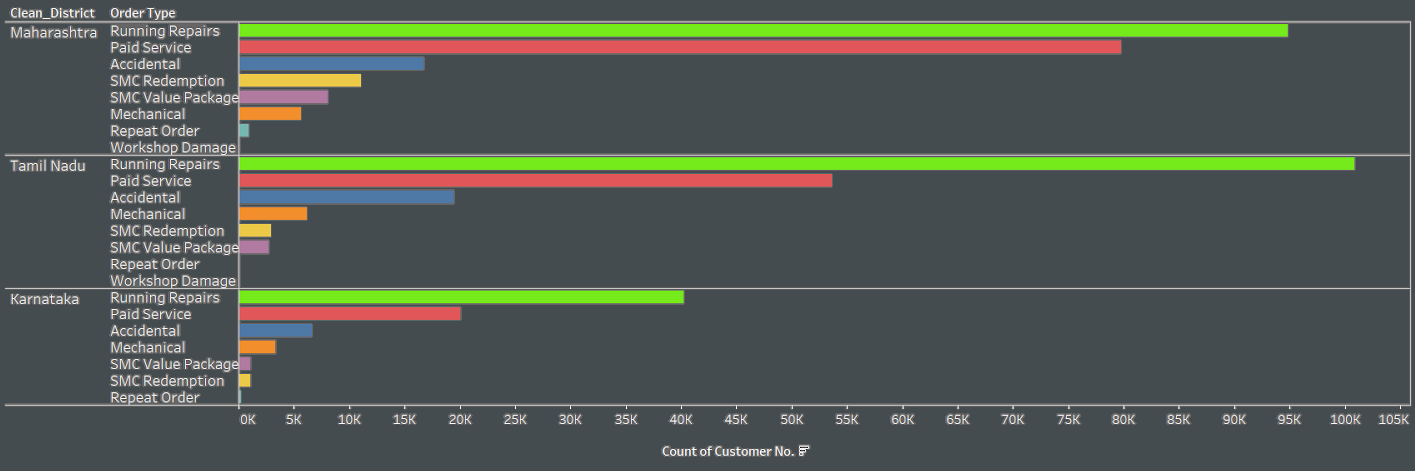 Clean_District Order Type
Maharashtra Running Repairs
Paid Service
Accidental
SMC Redemption
SMC Value Package
Mechanical
Repeat Order
Workshop Damage
Tamil Nadu Running Repairs
Paid Service
Accidental
Mechanical
SMC Redemption
SMC Value Package
Repeat Order
Workshop Damage
Karnataka Running Repairs
Paid Service
Accidental
Mechanical
SMC Value Package
SMC Redemption
Repeat Order
0K 5K 10K 15K 20K 25K 30K 35K 40K 45K 50K 55K 60K 65K 70K 75K 80K 85K 90K 95K 100K 105K
Count of Customer No.